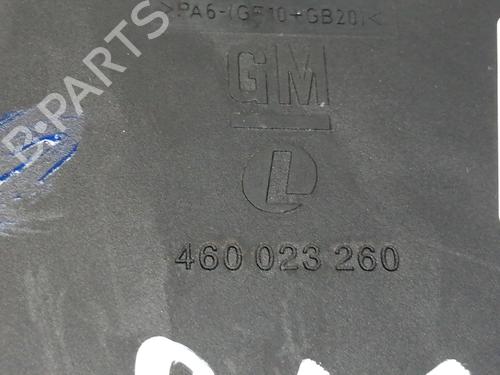 >PA6-(GF10+GB20)<
GM
L
460 023 260
B-PARTS